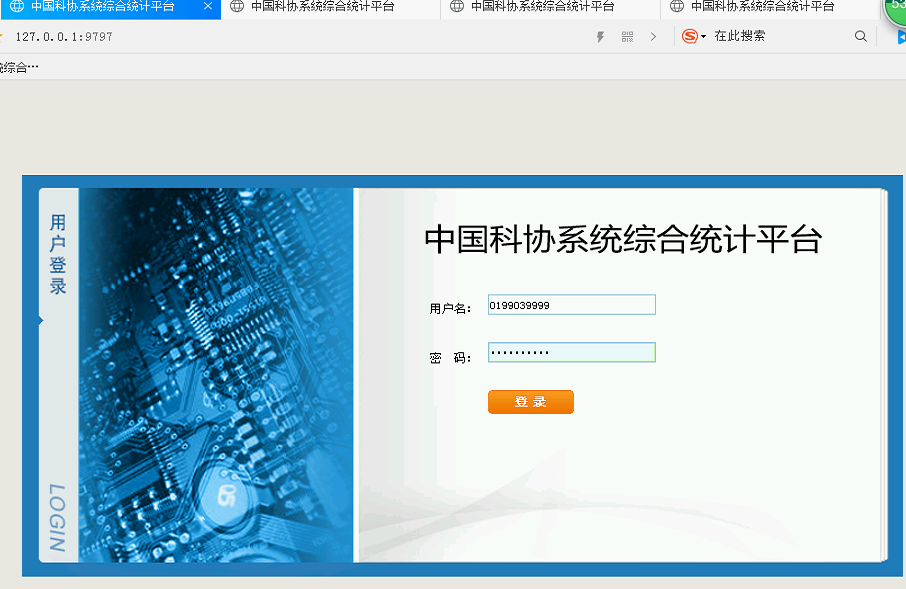 中国科协系统综合统计平台 中国科协系统综合统计平台 中国科协系统综合统计平台 中国科协系统综合统计平台
53
127.0.0.1:9797 在此搜索
综合…
用户登录
中国科协系统综合统计平台
用户名: 0199039999
密 码: ••••••••••
登 录
LOGIN